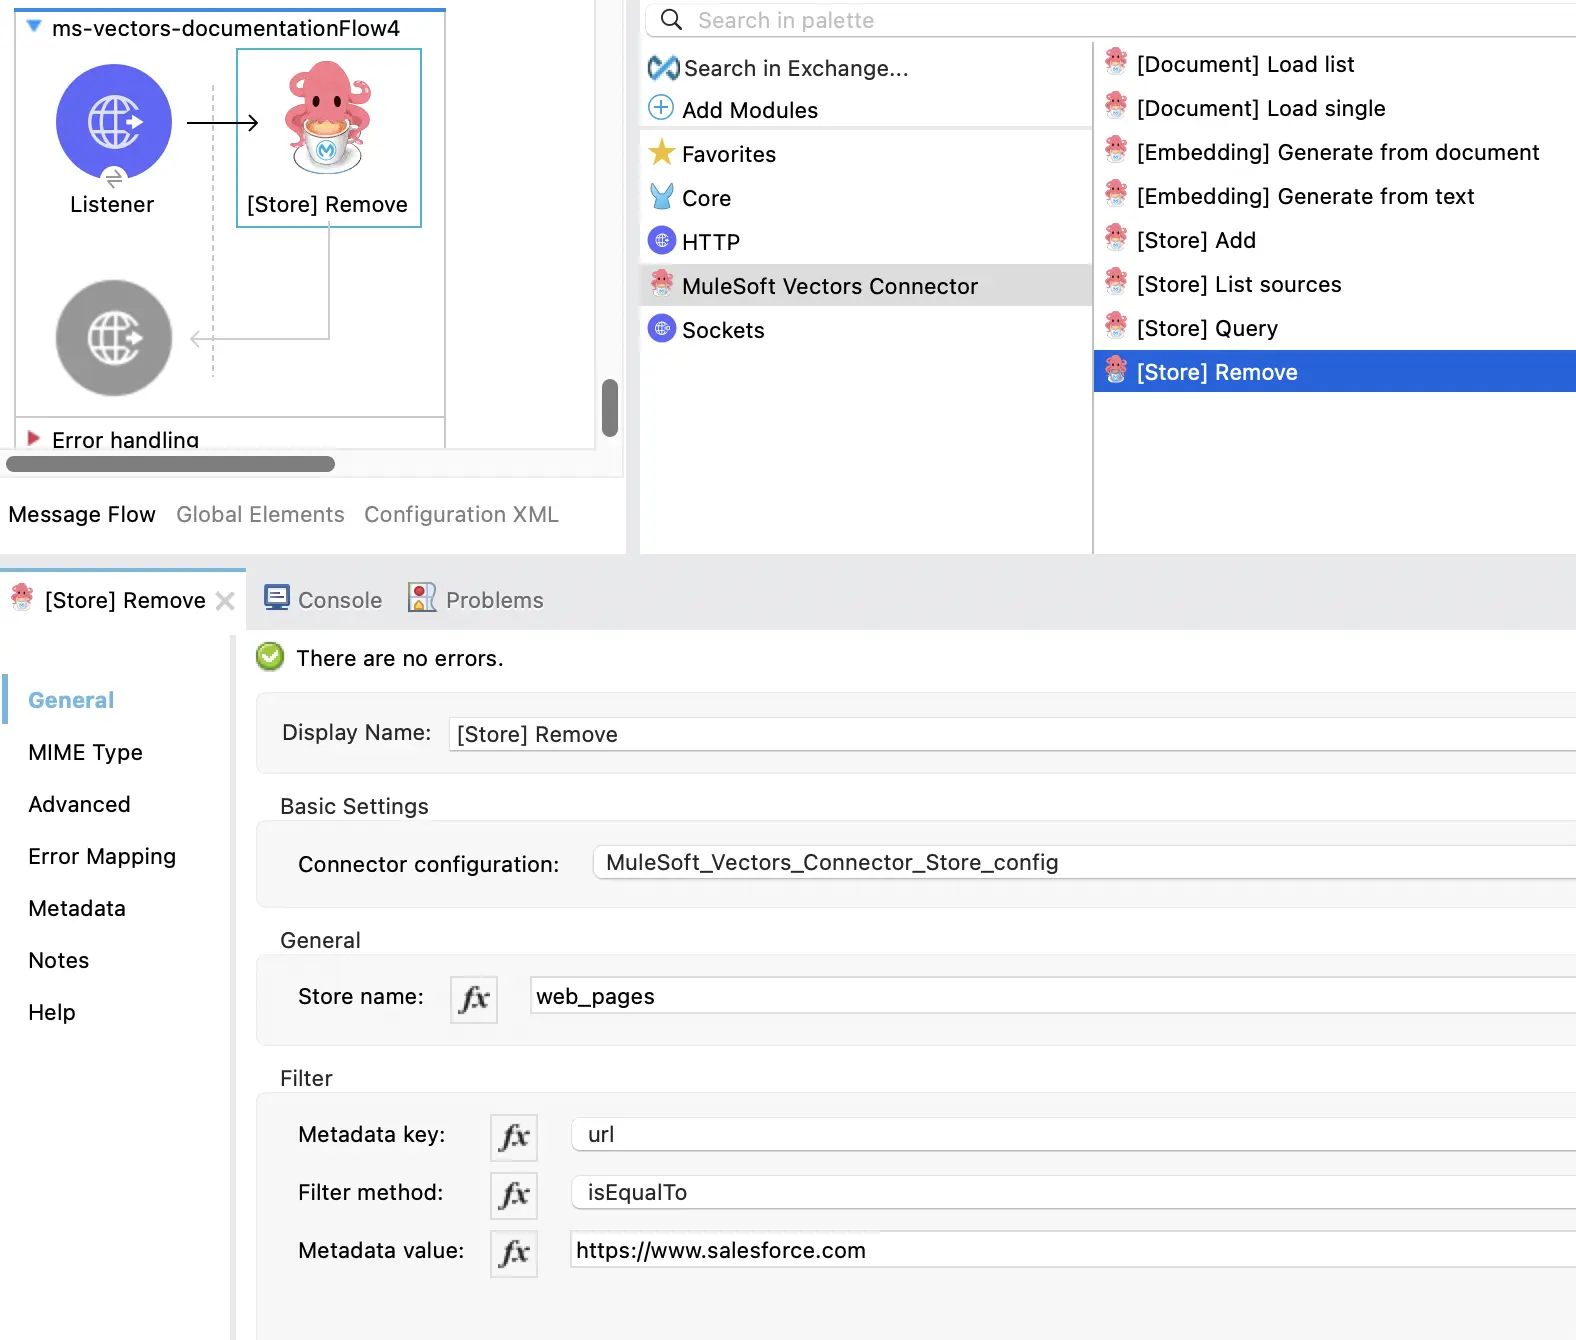 ms-vectors-documentationFlow4
Listener
[Store] Remove
Error handling
Message Flow
Global Elements
Configuration XML
Search in palette
Search in Exchange...
Add Modules
Favorites
Core
HTTP
MuleSoft Vectors Connector
Sockets
[Document] Load list
[Document] Load single
[Embedding] Generate from document
[Embedding] Generate from text
[Store] Add
[Store] List sources
[Store] Query
[Store] Remove
[Store] Remove
Console
Problems
General
MIME Type
Advanced
Error Mapping
Metadata
Notes
Help
There are no errors.
Display Name: [Store] Remove
Basic Settings
Connector configuration: MuleSoft_Vectors_Connector_Store_config
General
Store name: fx web_pages
Filter
Metadata key: fx url
Filter method: fx isEqualTo
Metadata value: fx https://www.salesforce.com